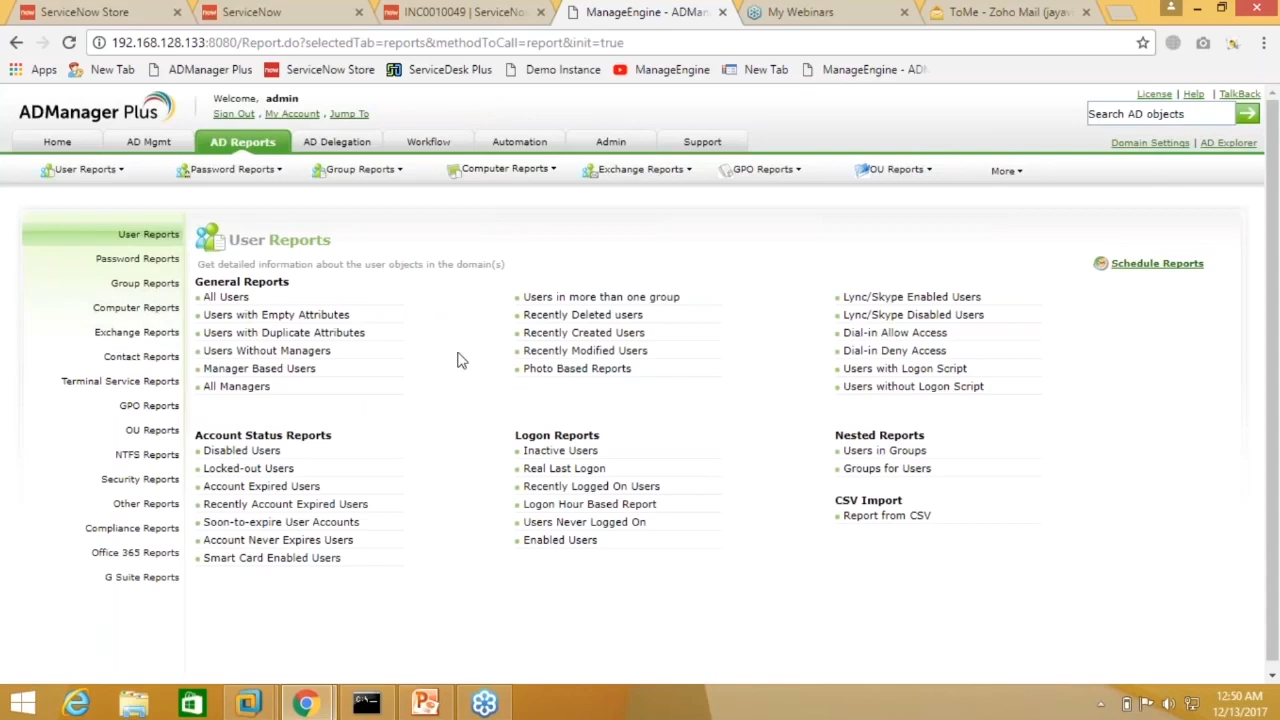 ServiceNow Store
ServiceNow
INC0010049 | ServiceNo
ManageEngine - ADMan
My Webinars
ToMe - Zoho Mail (jayavi
192.168.128.133:8080/Report.do?selectedTab=reports&methodToCall=report&init=true
Apps
New Tab
ADManager Plus
now
ServiceNow Store
ServiceDesk Plus
Demo Instance
ManageEngine
New Tab
ManageEngine - ADM
ADManager Plus
Welcome, admin
Sign Out , My Account , Jump To
License | Help | TalkBack
Search AD objects
Home
AD Mgmt
AD Reports
AD Delegation
Workflow
Automation
Admin
Support
Domain Settings | AD Explorer
User Reports
Password Reports
Group Reports
Computer Reports
Exchange Reports
GPO Reports
OU Reports
More
User Reports
Password Reports
Group Reports
Computer Reports
Exchange Reports
Contact Reports
Terminal Service Reports
GPO Reports
OU Reports
NTFS Reports
Security Reports
Other Reports
Compliance Reports
Office 365 Reports
G Suite Reports
User Reports
Get detailed information about the user objects in the domain(s)
Schedule Reports
General Reports
All Users
Users with Empty Attributes
Users with Duplicate Attributes
Users Without Managers
Manager Based Users
All Managers
Users in more than one group
Recently Deleted users
Recently Created Users
Recently Modified Users
Photo Based Reports
Lync/Skype Enabled Users
Lync/Skype Disabled Users
Dial-in Allow Access
Dial-in Deny Access
Users with Logon Script
Users without Logon Script
Account Status Reports
Disabled Users
Locked-out Users
Account Expired Users
Recently Account Expired Users
Soon-to-expire User Accounts
Account Never Expires Users
Smart Card Enabled Users
Logon Reports
Inactive Users
Real Last Logon
Recently Logged On Users
Logon Hour Based Report
Users Never Logged On
Enabled Users
Nested Reports
Users in Groups
Groups for Users
CSV Import
Report from CSV
12:50 AM
12/13/2017